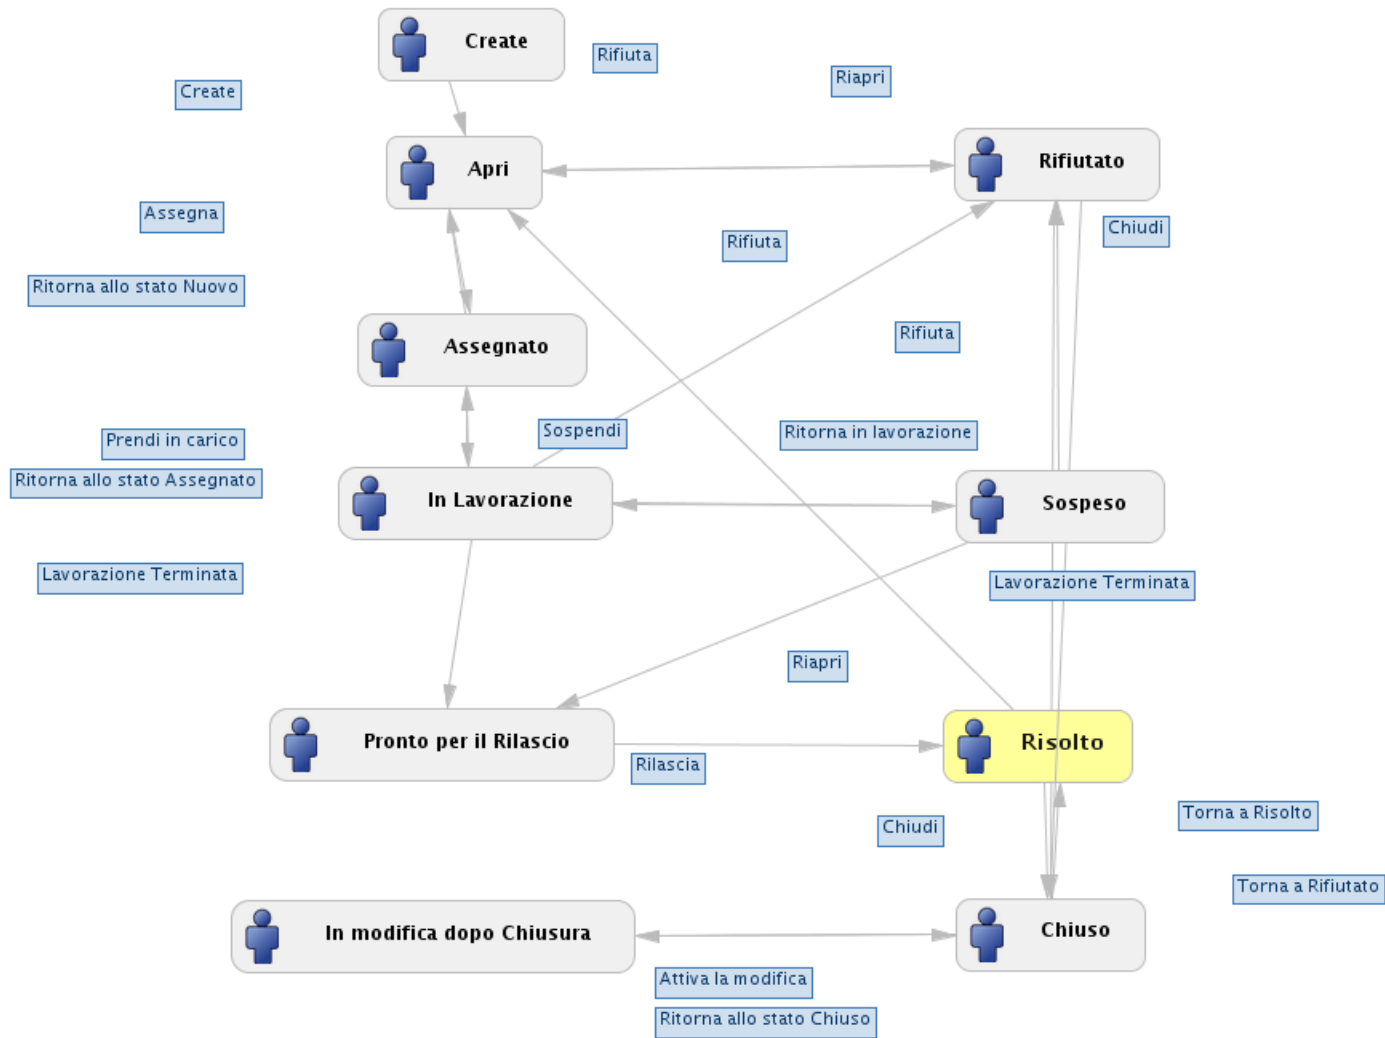 Create
Rifiuta
Riapri
Create
Apri
Rifiutato
Assegna
Chiudi
Rifiuta
Ritorna allo stato Nuovo
Rifiuta
Assegnato
Sospendi
Ritorna in lavorazione
Prendi in carico
Ritorna allo stato Assegnato
In Lavorazione
Sospeso
Lavorazione Terminata
Lavorazione Terminata
Riapri
Pronto per il Rilascio
Risolto
Rilascia
Torna a Risolto
Chiudi
Torna a Rifiutato
In modifica dopo Chiusura
Chiuso
Attiva la modifica
Ritorna allo stato Chiuso